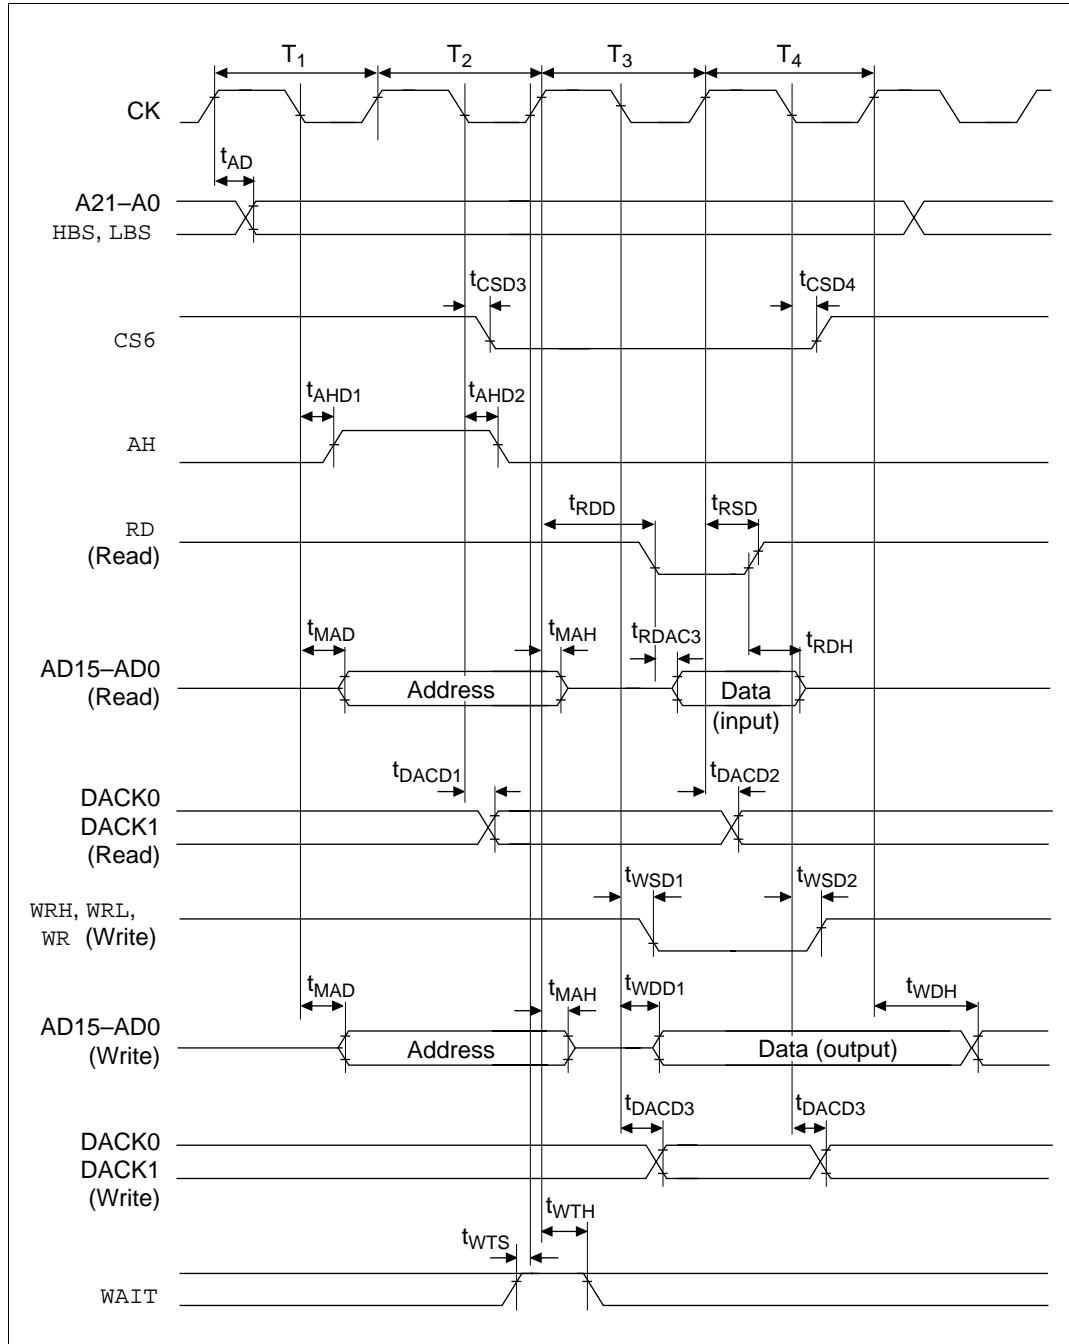 T1 T2 T3 T4
CK
tAD
A21–A0
HBS, LBS
tCSD3 tCSD4
CS6
tAHD1 tAHD2
AH
tRDD tRSD
RD
(Read)
tMAD tMAH tRDAC3 tRDH
AD15–AD0
(Read)
Address
Data
(input)
tDACD1 tDACD2
DACK0
DACK1
(Read)
tWSD1 tWSD2
WRH, WRL,
WR (Write)
tMAD tMAH tWDD1 tWDH
AD15–AD0
(Write)
Address Data (output)
tDACD3 tDACD3
DACK0
DACK1
(Write)
tWTH
tWTS
WAIT